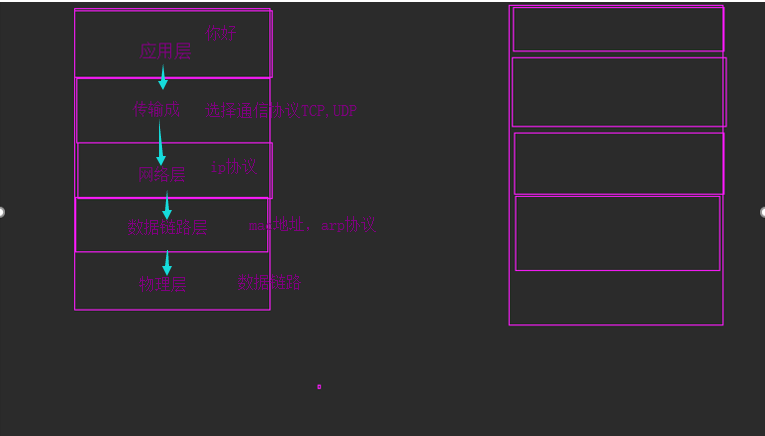 你好
应用层
传输成 选择通信协议TCP,UDP
ip协议
网络层
数据链路层 mac地址，arp协议
物理层 数据链路